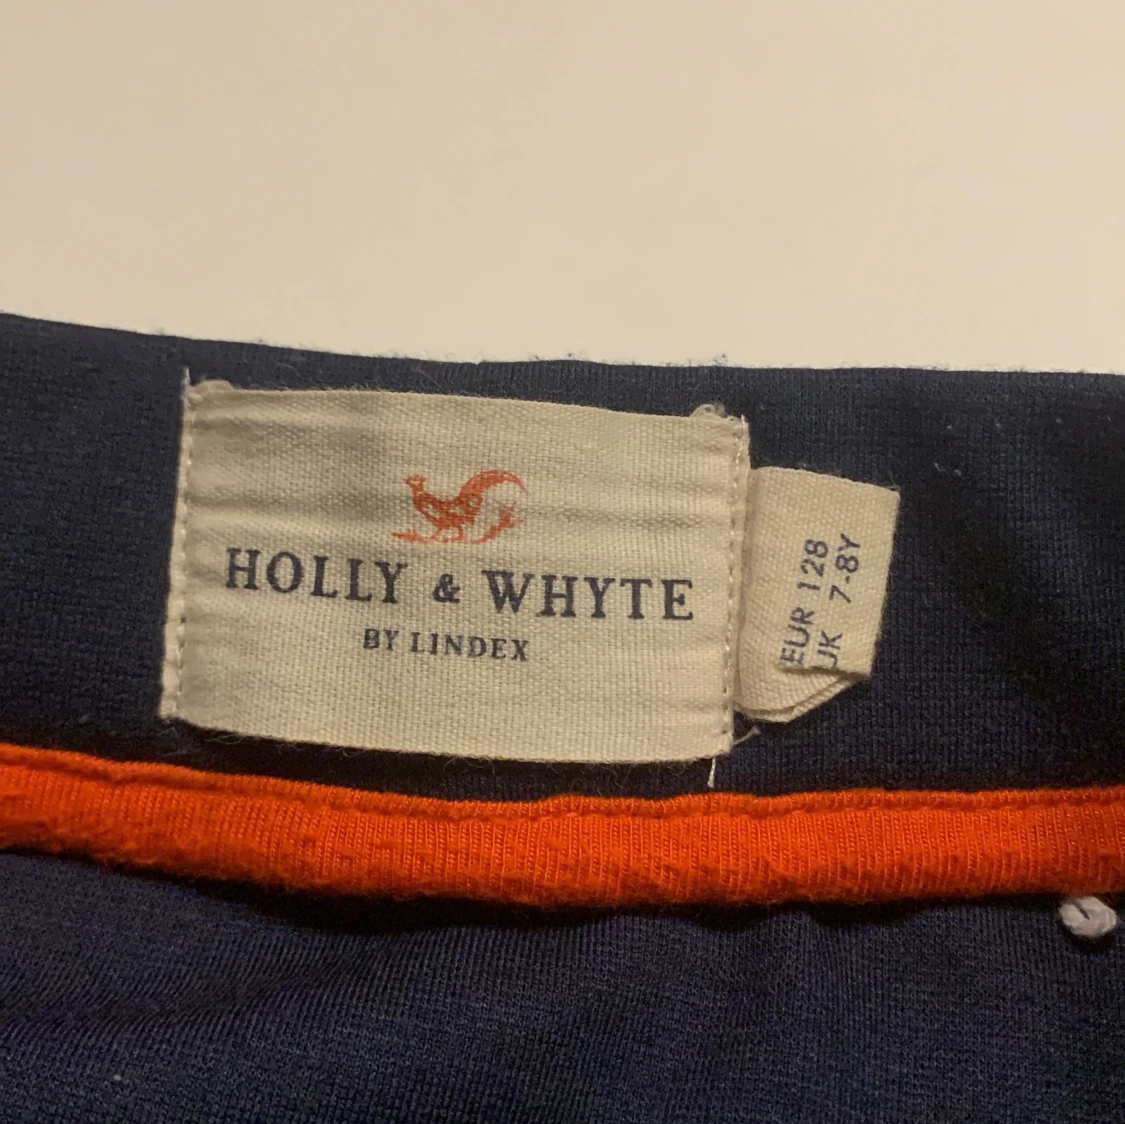 HOLLY & WHYTE
BY LINDEX
EUR 128
UK 7-8Y